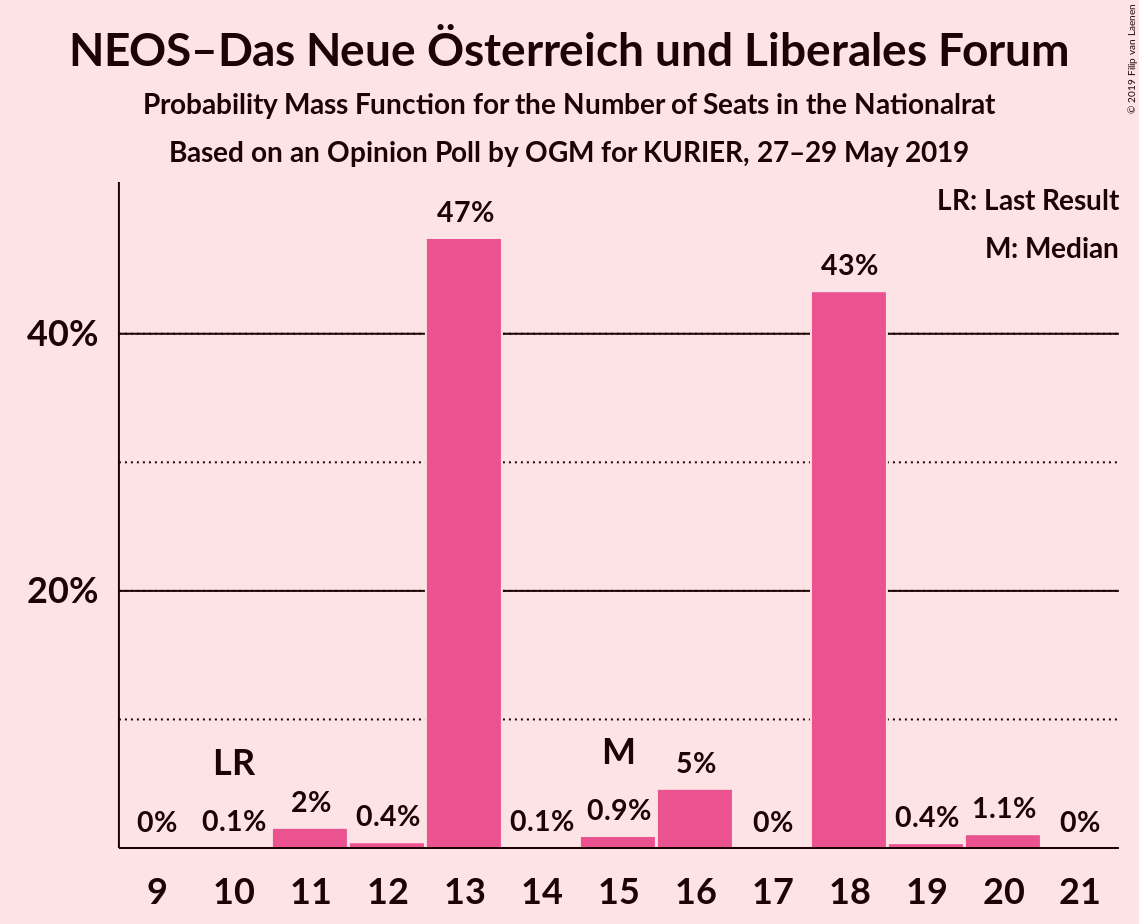 NEOS–Das Neue Österreich und Liberales Forum
Probability Mass Function for the Number of Seats in the Nationalrat
Based on an Opinion Poll by OGM for KURIER, 27–29 May 2019
© 2019 Filip van Laenen
LR: Last Result
M: Median
47%
43%
40%
20%
LR
M
5%
0%
0.1%
2%
0.4%
0.1%
0.9%
0%
0.4%
1.1%
0%
9 10 11 12 13 14 15 16 17 18 19 20 21